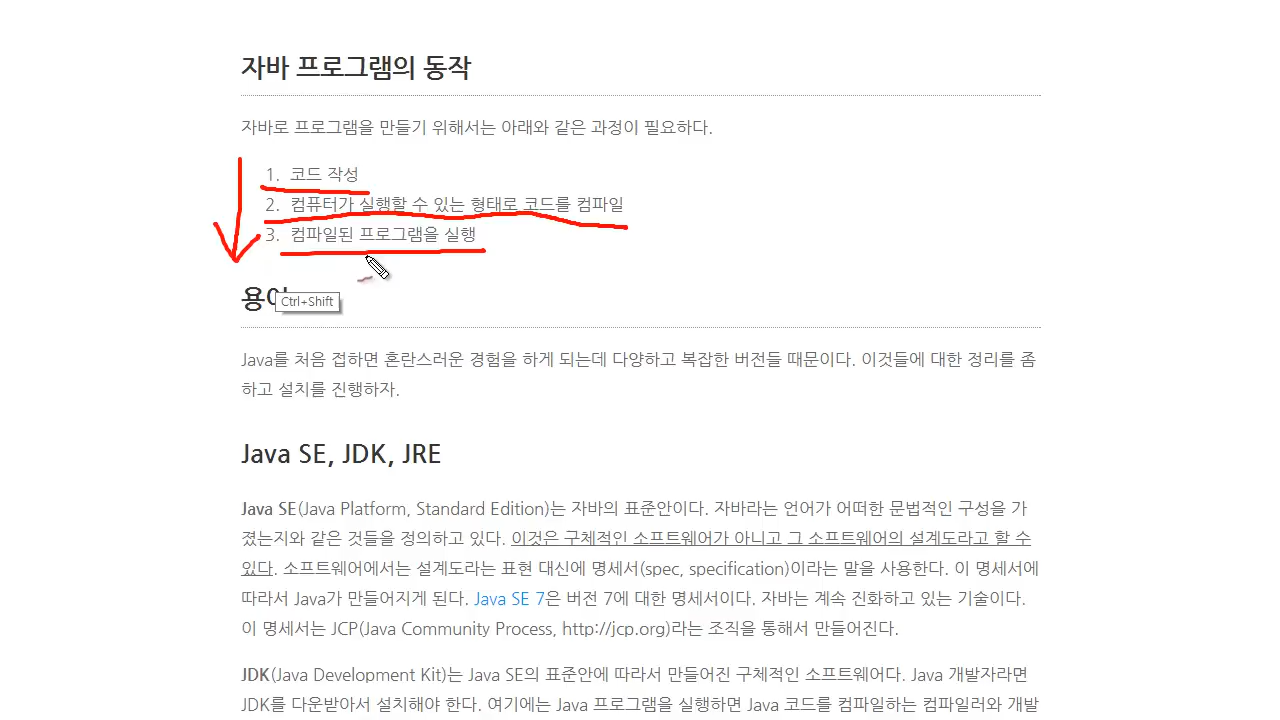 자바 프로그램의 동작
자바로 프로그램을 만들기 위해서는 아래와 같은 과정이 필요하다.
1. 코드 작성
2. 컴퓨터가 실행할 수 있는 형태로 코드를 컴파일
3. 컴파일된 프로그램을 실행
Ctrl+Shift
Java를 처음 접하면 혼란스러운 경험을 하게 되는데 다양하고 복잡한 버전들 때문이다. 이것들에 대한 정리를 좀
하고 설치를 진행하자.
Java SE, JDK, JRE
Java SE(Java Platform, Standard Edition)는 자바의 표준안이다. 자바라는 언어가 어떠한 문법적인 구성을 가
졌는지와 같은 것들을 정의하고 있다. 이것은 구체적인 소프트웨어가 아니고 그 소프트웨어의 설계도라고 할 수
있다. 소프트웨어에서는 설계도라는 표현 대신에 명세서(spec, specification)이라는 말을 사용한다. 이 명세서에
따라서 Java가 만들어지게 된다. Java SE 7은 버전 7에 대한 명세서이다. 자바는 계속 진화하고 있는 기술이다.
이 명세서는 JCP(Java Community Process, http://jcp.org)라는 조직을 통해서 만들어진다.
JDK(Java Development Kit)는 Java SE의 표준안에 따라서 만들어진 구체적인 소프트웨어다. Java 개발자라면
JDK를 다운받아서 설치해야 한다. 여기에는 Java 프로그램을 실행하면 Java 코드를 컴파일하는 컴파일러와 개발